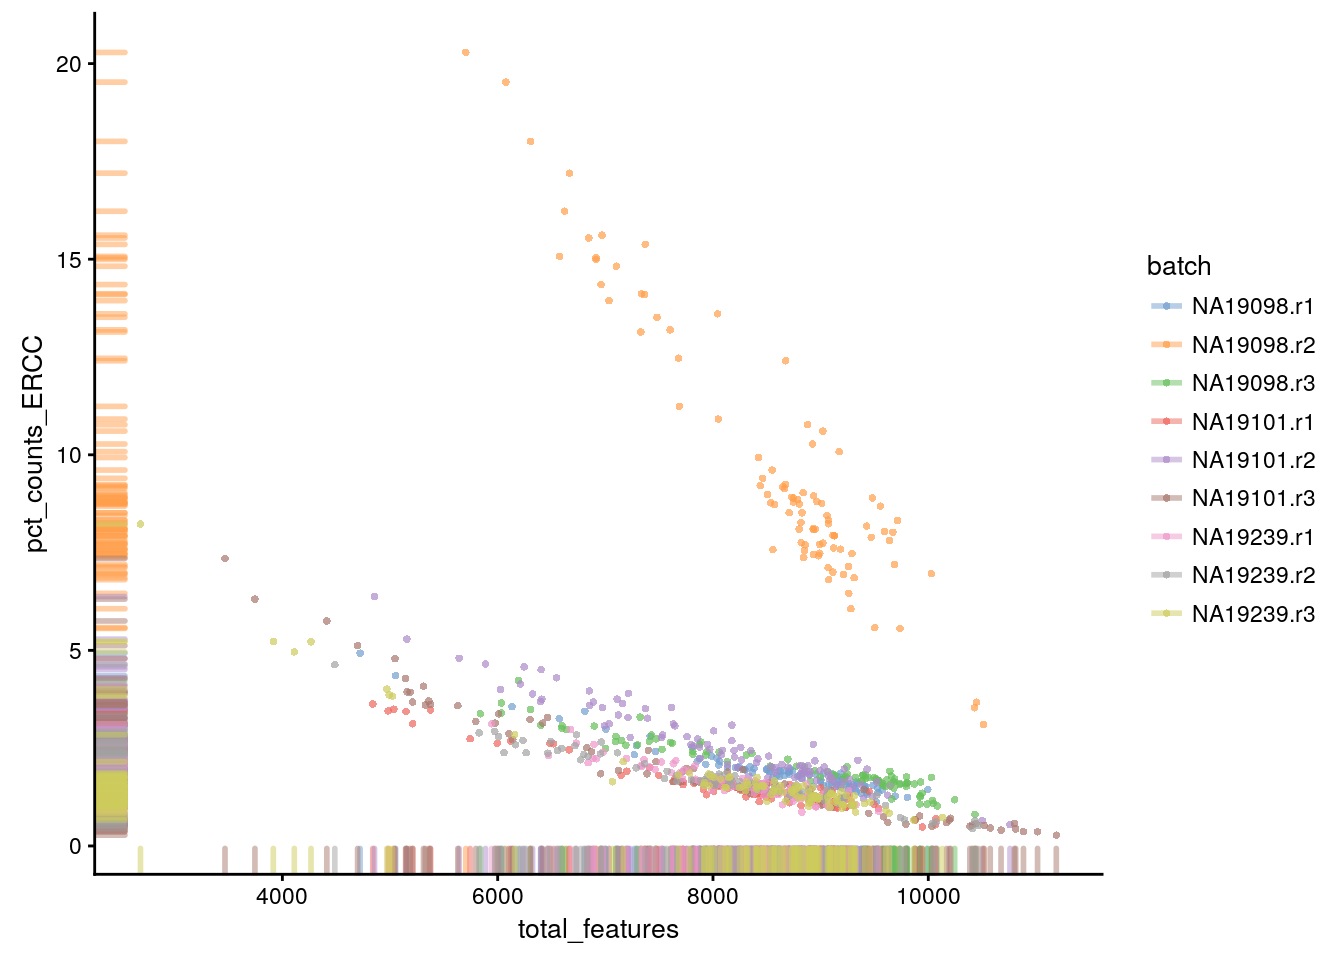 20
15
10
5
0
pct_counts_ERCC
4000
6000
8000
10000
total_features
batch
NA19098.r1
NA19098.r2
NA19098.r3
NA19101.r1
NA19101.r2
NA19101.r3
NA19239.r1
NA19239.r2
NA19239.r3